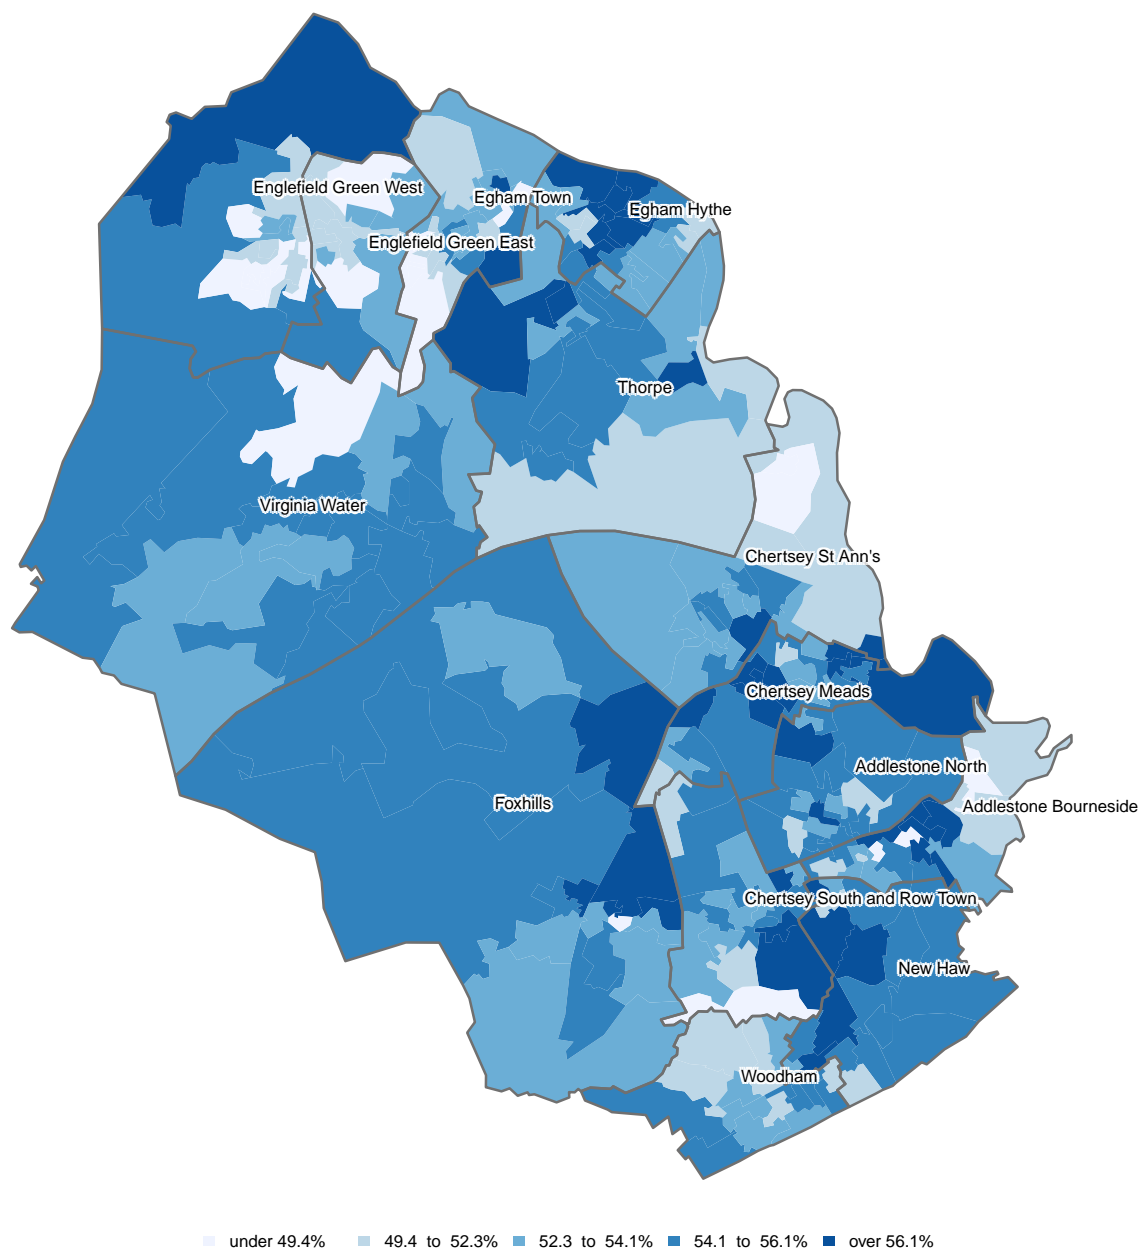 Englefield Green West
Egham Town
Egham Hythe
Englefield Green East
Thorpe
Virginia Water
Chertsey St Ann's
Chertsey Meads
Addlestone North
Foxhills
Addlestone Bourneside
Chertsey South and Row Town
New Haw
Woodham
under 49.4% 49.4 to 52.3% 52.3 to 54.1% 54.1 to 56.1% over 56.1%